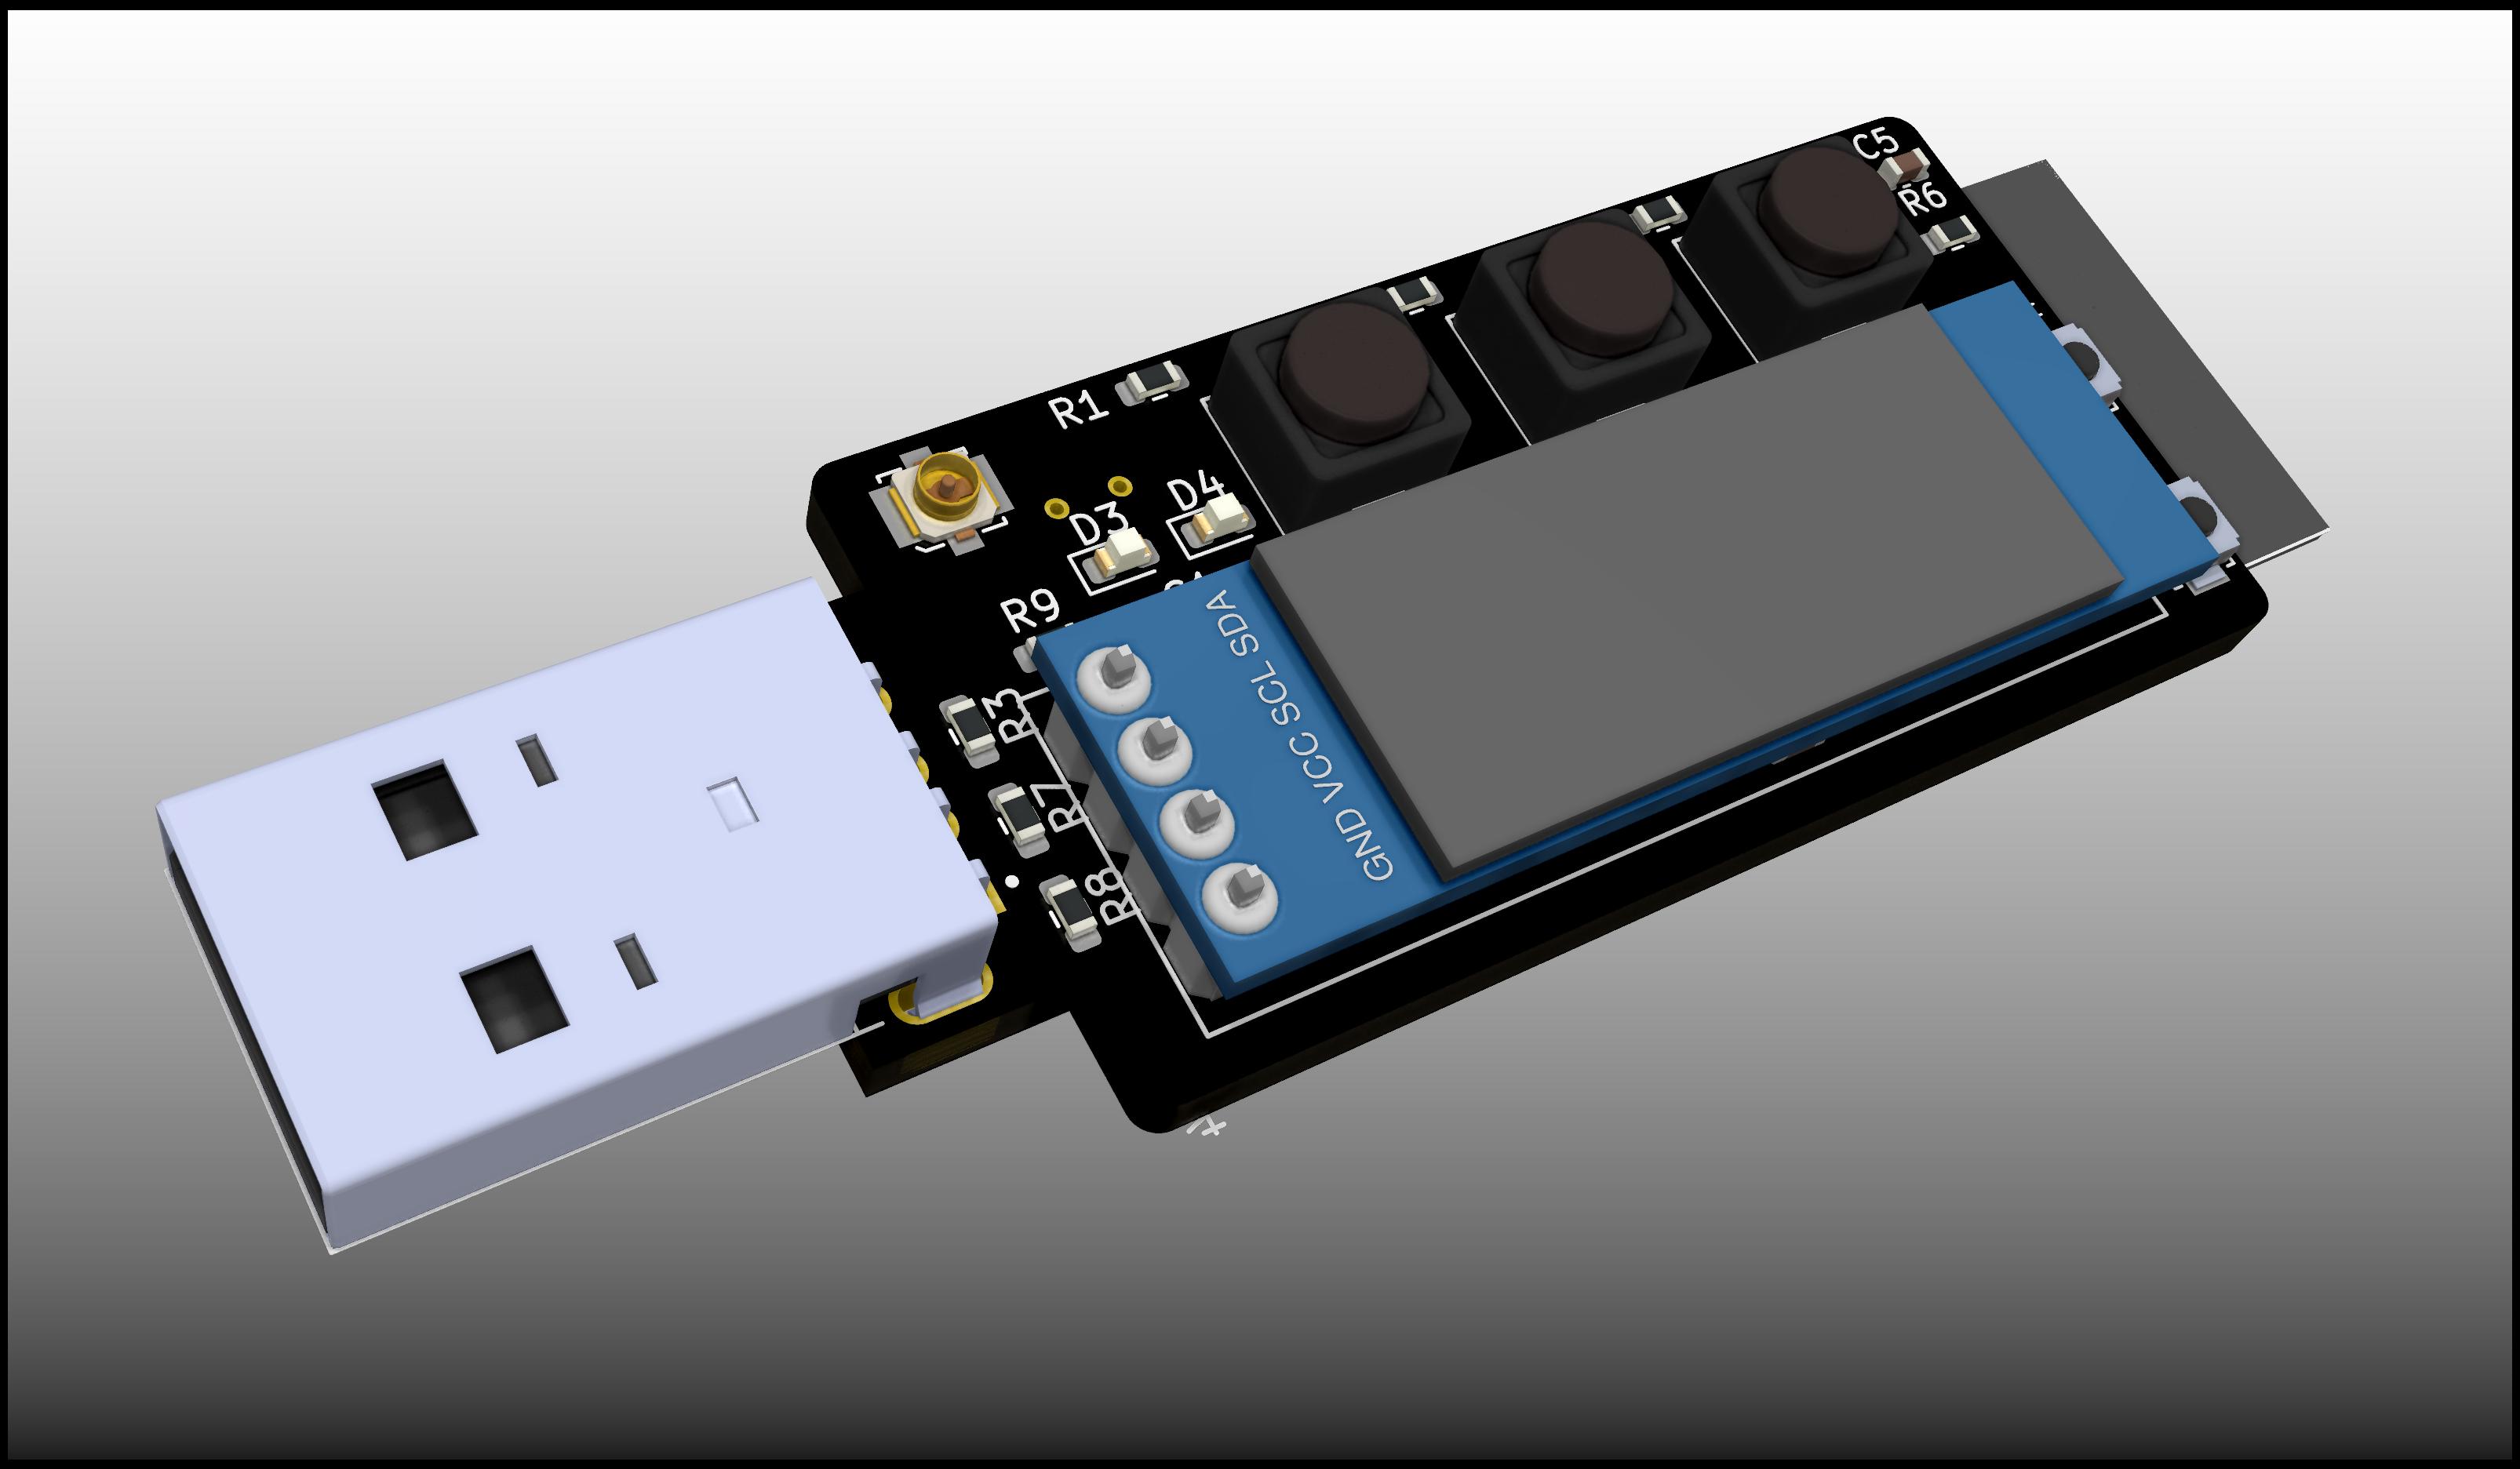 C5
R6
R1
D4
D3
R9
R3
R7
R8
GND VCC SCL SDA
+